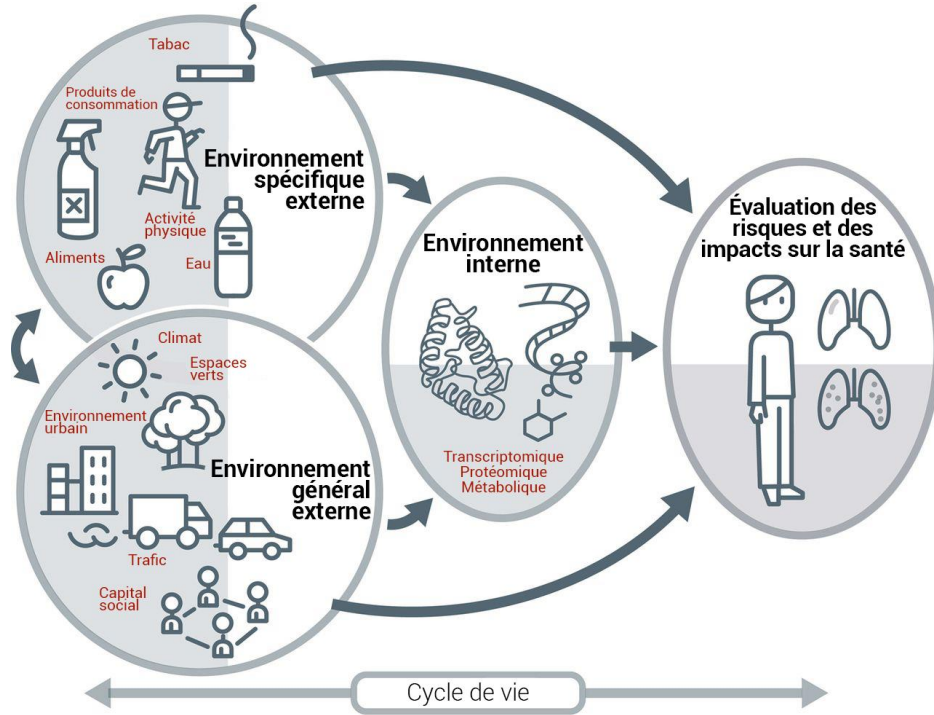 Tabac
Produits de
consommation
Environnement
spécifique
externe
Activité
physique
Aliments
Eau
Climat
Espaces
verts
Environnement
urbain
Environnement
général
externe
Trafic
Capital
social
Environnement
interne
Transcriptomique
Protéomique
Métabolique
Évaluation des
risques et des
impacts sur la santé
Cycle de vie